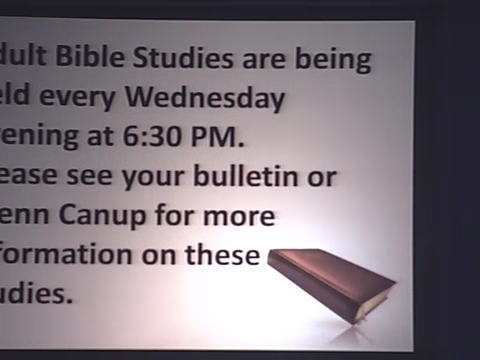 dult Bible Studies are being
eld every Wednesday
ening at 6:30 PM.
ease see your bulletin or
enn Canup for more
formation on these
udies.